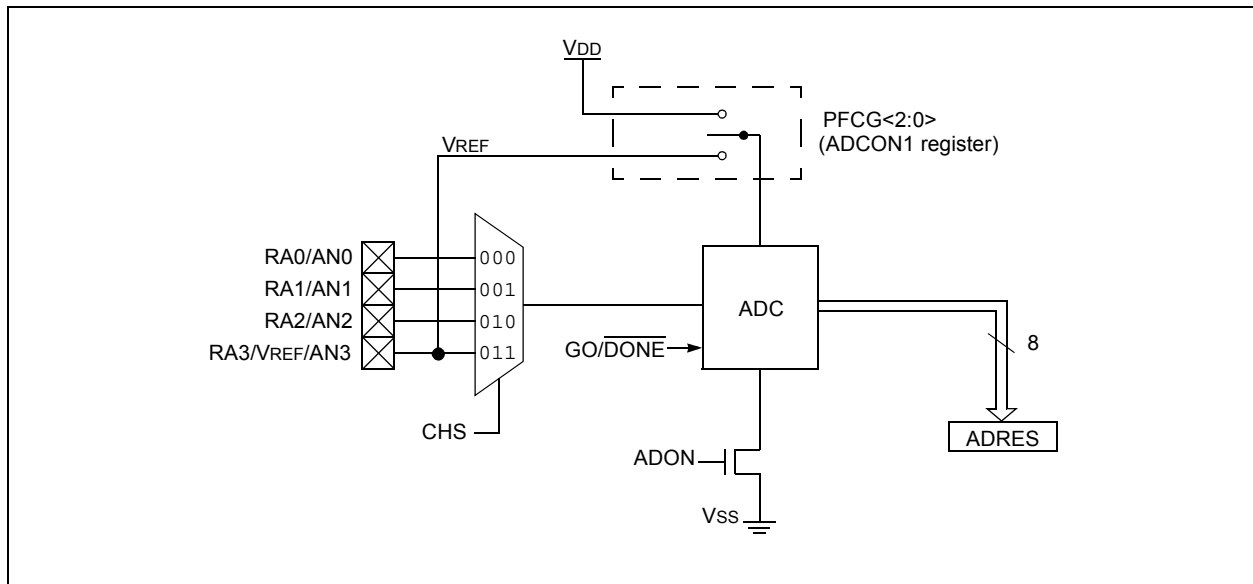 VDD
PFCG<2:0>
(ADCON1 register)
VREF
RA0/AN0
000
RA1/AN1
001
RA2/AN2
010
RA3/VREF/AN3
011
ADC
GO/DONE
8
CHS
ADRES
ADON
VSS